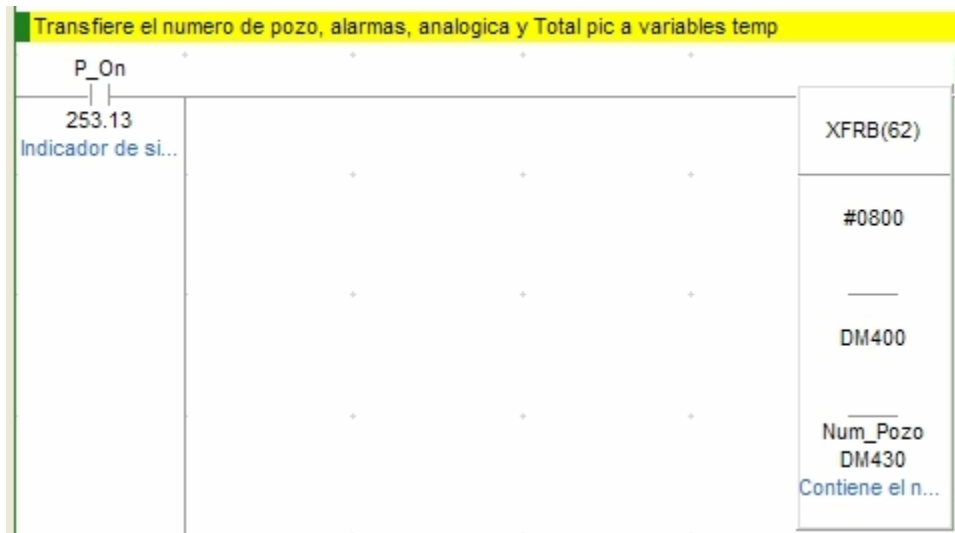 Transfiere el numero de pozo, alarmas, analogica y Total pic a variables temp
P_On
253.13
Indicador de si...
XFRB(62)
#0800
DM400
Num_Pozo
DM430
Contiene el n...